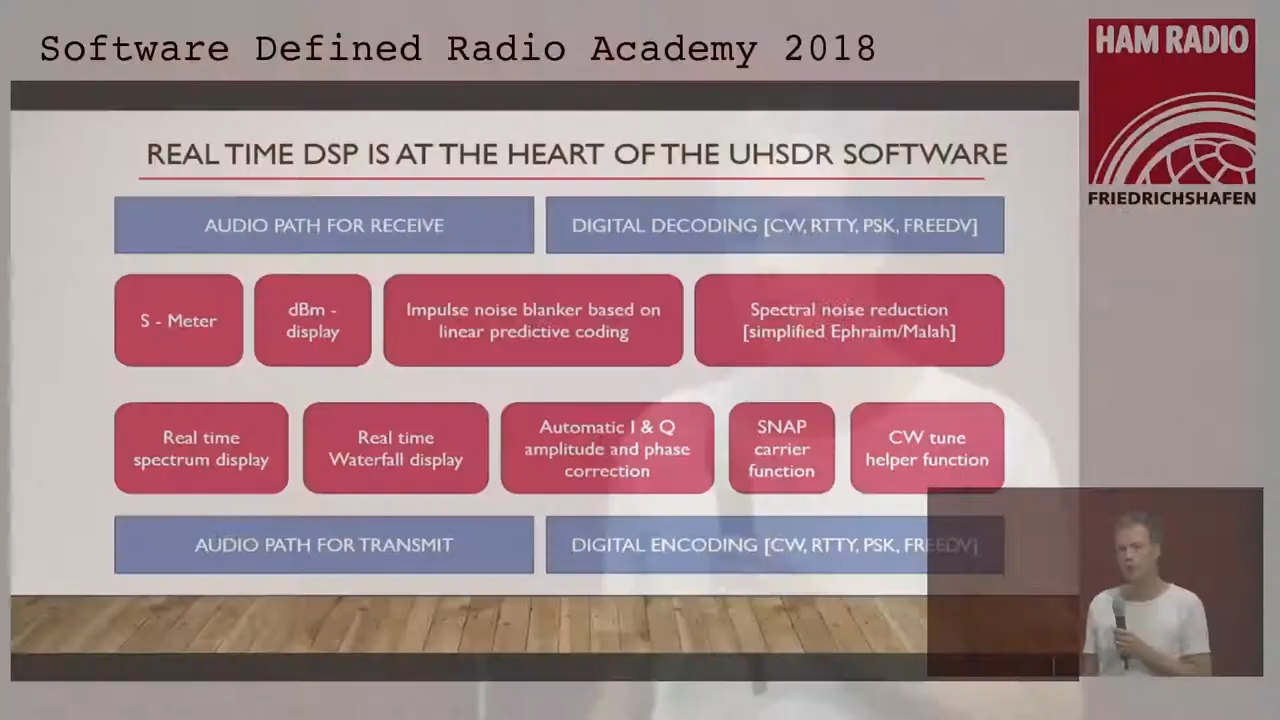 Software Defined Radio Academy 2018
HAM RADIO
FRIEDRICHSHAFEN
REAL TIME DSP IS AT THE HEART OF THE UHSDR SOFTWARE
AUDIO PATH FOR RECEIVE
DIGITAL DECODING [CW, RTTY, PSK, FREEDV]
S - Meter
dBm -
display
Impulse noise blanker based on
linear predictive coding
Spectral noise reduction
[simplified Ephraim/Malah]
Real time
spectrum display
Real time
Waterfall display
Automatic I & Q
amplitude and phase
correction
SNAP
carrier
function
CW tune
helper function
AUDIO PATH FOR TRANSMIT
DIGITAL ENCODING [CW, RTTY, PSK, FREEDV]